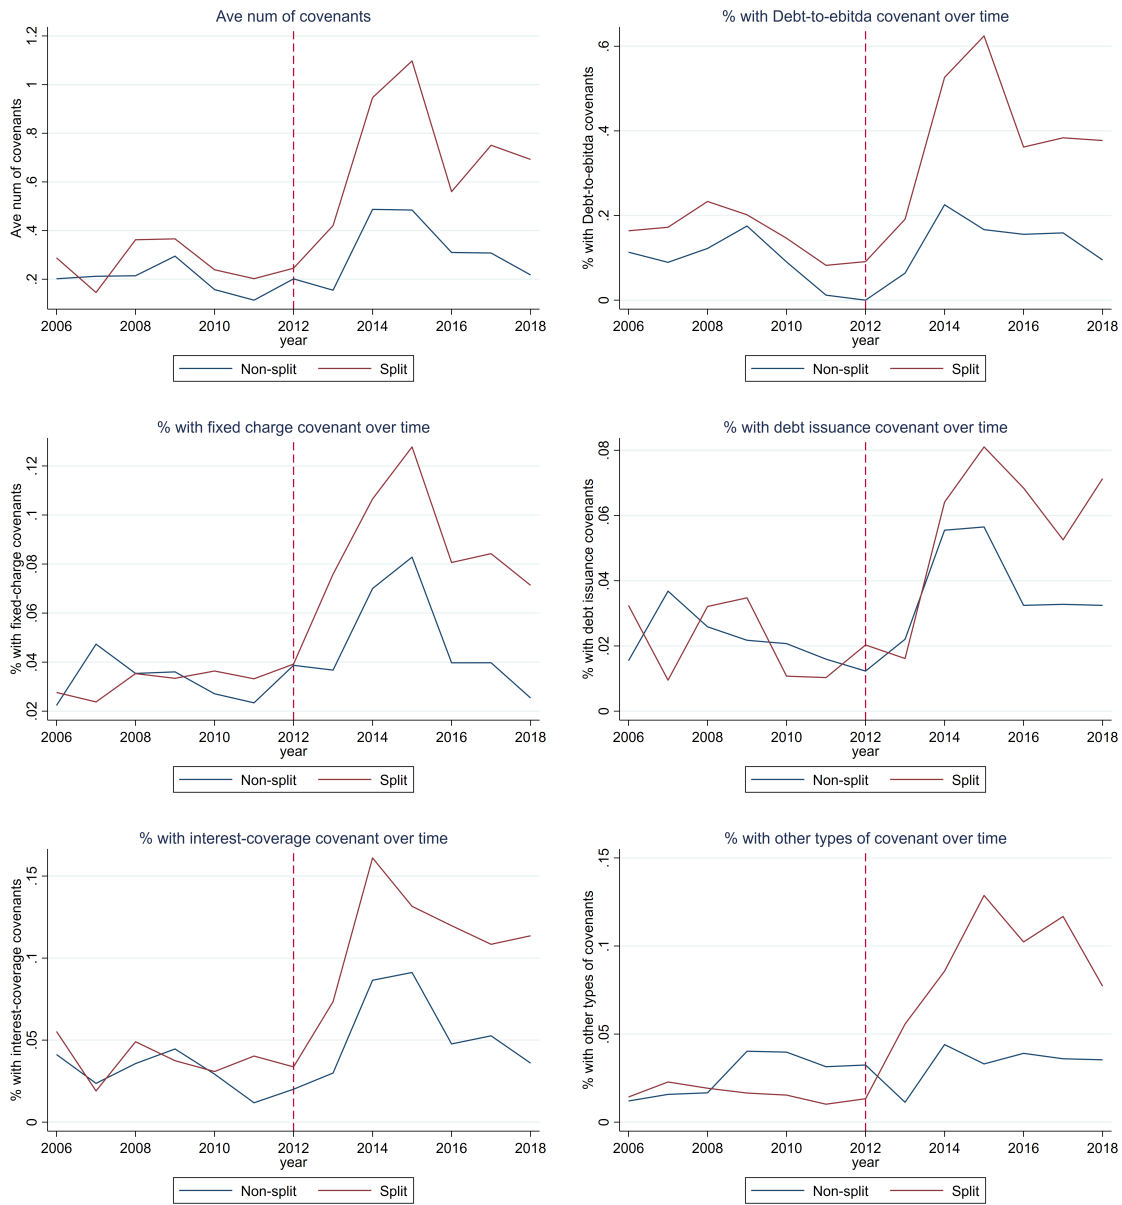 Ave num of covenants
Ave num of covenants
1.2
1
.8
.6
.4
.2
2006 2008 2010 2012 2014 2016 2018
year
Non-split Split
% with Debt-to-ebitda covenant over time
% with Debt-to-ebitda covenants
.6
.4
.2
0
2006 2008 2010 2012 2014 2016 2018
year
Non-split Split
% with fixed charge covenant over time
% with fixed-charge covenants
.12
.1
.08
.06
.04
.02
2006 2008 2010 2012 2014 2016 2018
year
Non-split Split
% with debt issuance covenant over time
% with debt issuance covenants
.08
.06
.04
.02
0
2006 2008 2010 2012 2014 2016 2018
year
Non-split Split
% with interest-coverage covenant over time
% with interest-coverage covenants
.15
.1
.05
0
2006 2008 2010 2012 2014 2016 2018
year
Non-split Split
% with other types of covenant over time
% with other types of covenants
.15
.1
.05
0
2006 2008 2010 2012 2014 2016 2018
year
Non-split Split